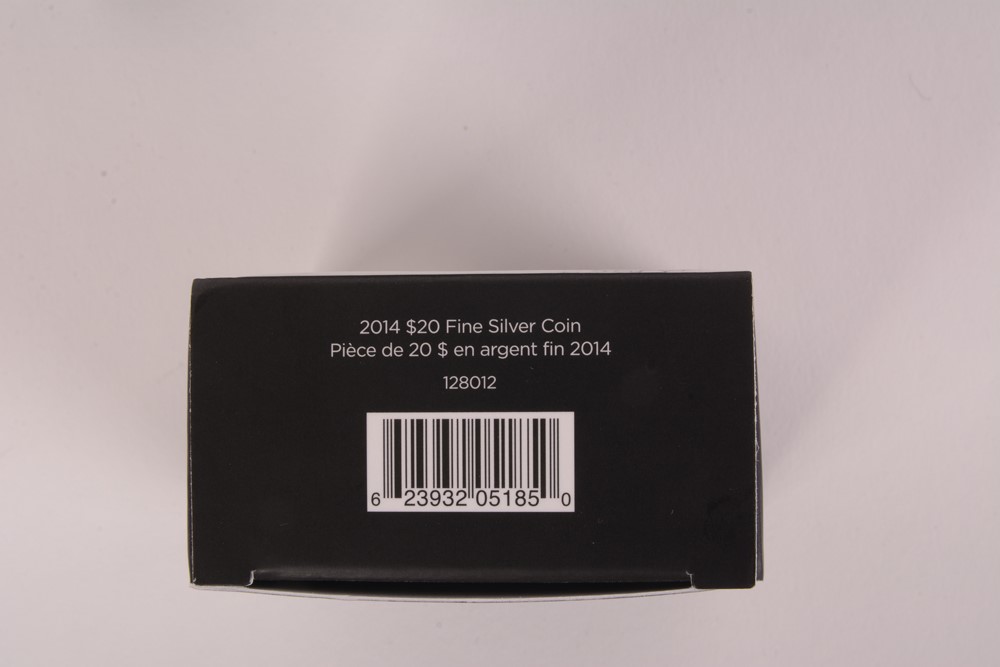 2014 $20 Fine Silver Coin
Pièce de 20 $ en argent fin 2014
128012
6 23932 05185 0